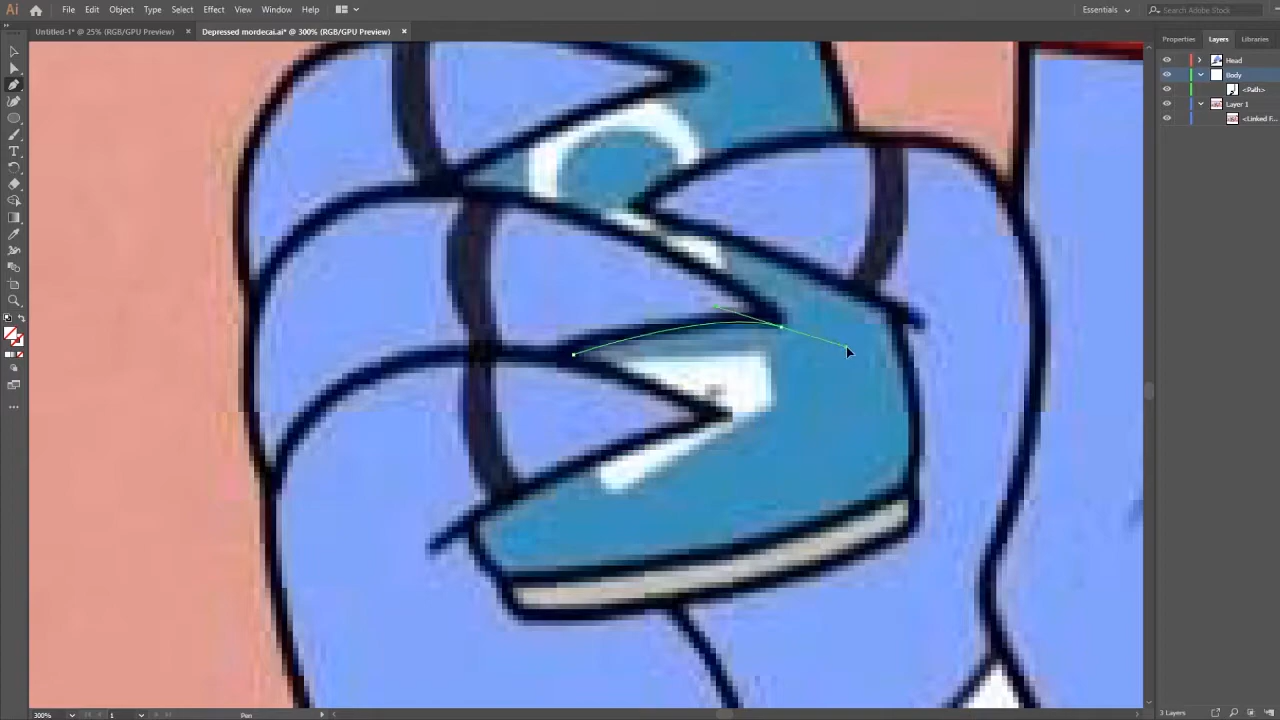 Ai File Edit Object Type Select Effect View Window Help Essentials Search Adobe Stock
Untitled-1* @ 25% (RGB/GPU Preview) × Depressed mordecai.ai* @ 300% (RGB/GPU Preview) ×
Properties Layers Libraries
Head
Body
<Path>
Layer 1
<Linked F...
300% 1 Pen 3 Layers